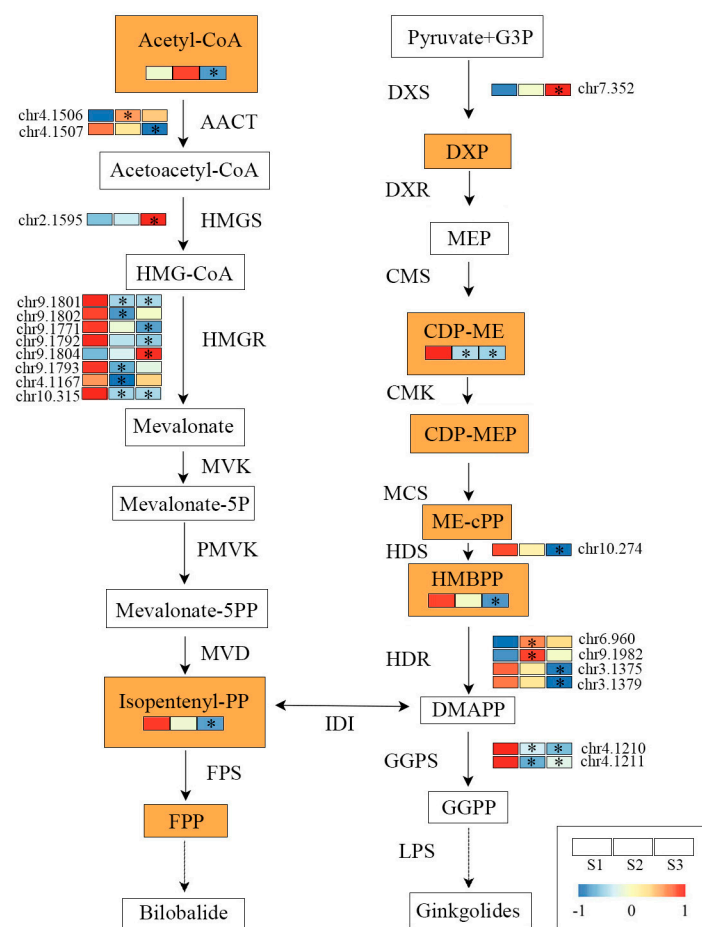 Acetyl-CoA
*
chr4.1506
*
chr4.1507
*
AACT
Acetoacetyl-CoA
chr2.1595
*
HMGS
HMG-CoA
chr9.1801
* *
chr9.1802
*
chr9.1771
*
chr9.1792
*
chr9.1804
*
chr9.1793
*
chr4.1167
*
chr10.315
* *
HMGR
Mevalonate
MVK
Mevalonate-5P
PMVK
Mevalonate-5PP
MVD
Isopentenyl-PP
*
IDI
FPS
FPP
Bilobalide
Pyruvate+G3P
DXS
*
chr7.352
DXP
DXR
MEP
CMS
CDP-ME
* *
CMK
CDP-MEP
MCS
ME-cPP
HDS
*
chr10.274
HMBPP
*
HDR
*
chr6.960
*
chr9.1982
*
chr3.1375
*
chr3.1379
DMAPP
GGPS
* *
chr4.1210
* *
chr4.1211
GGPP
LPS
Ginkgolides
S1 S2 S3
-1 0 1